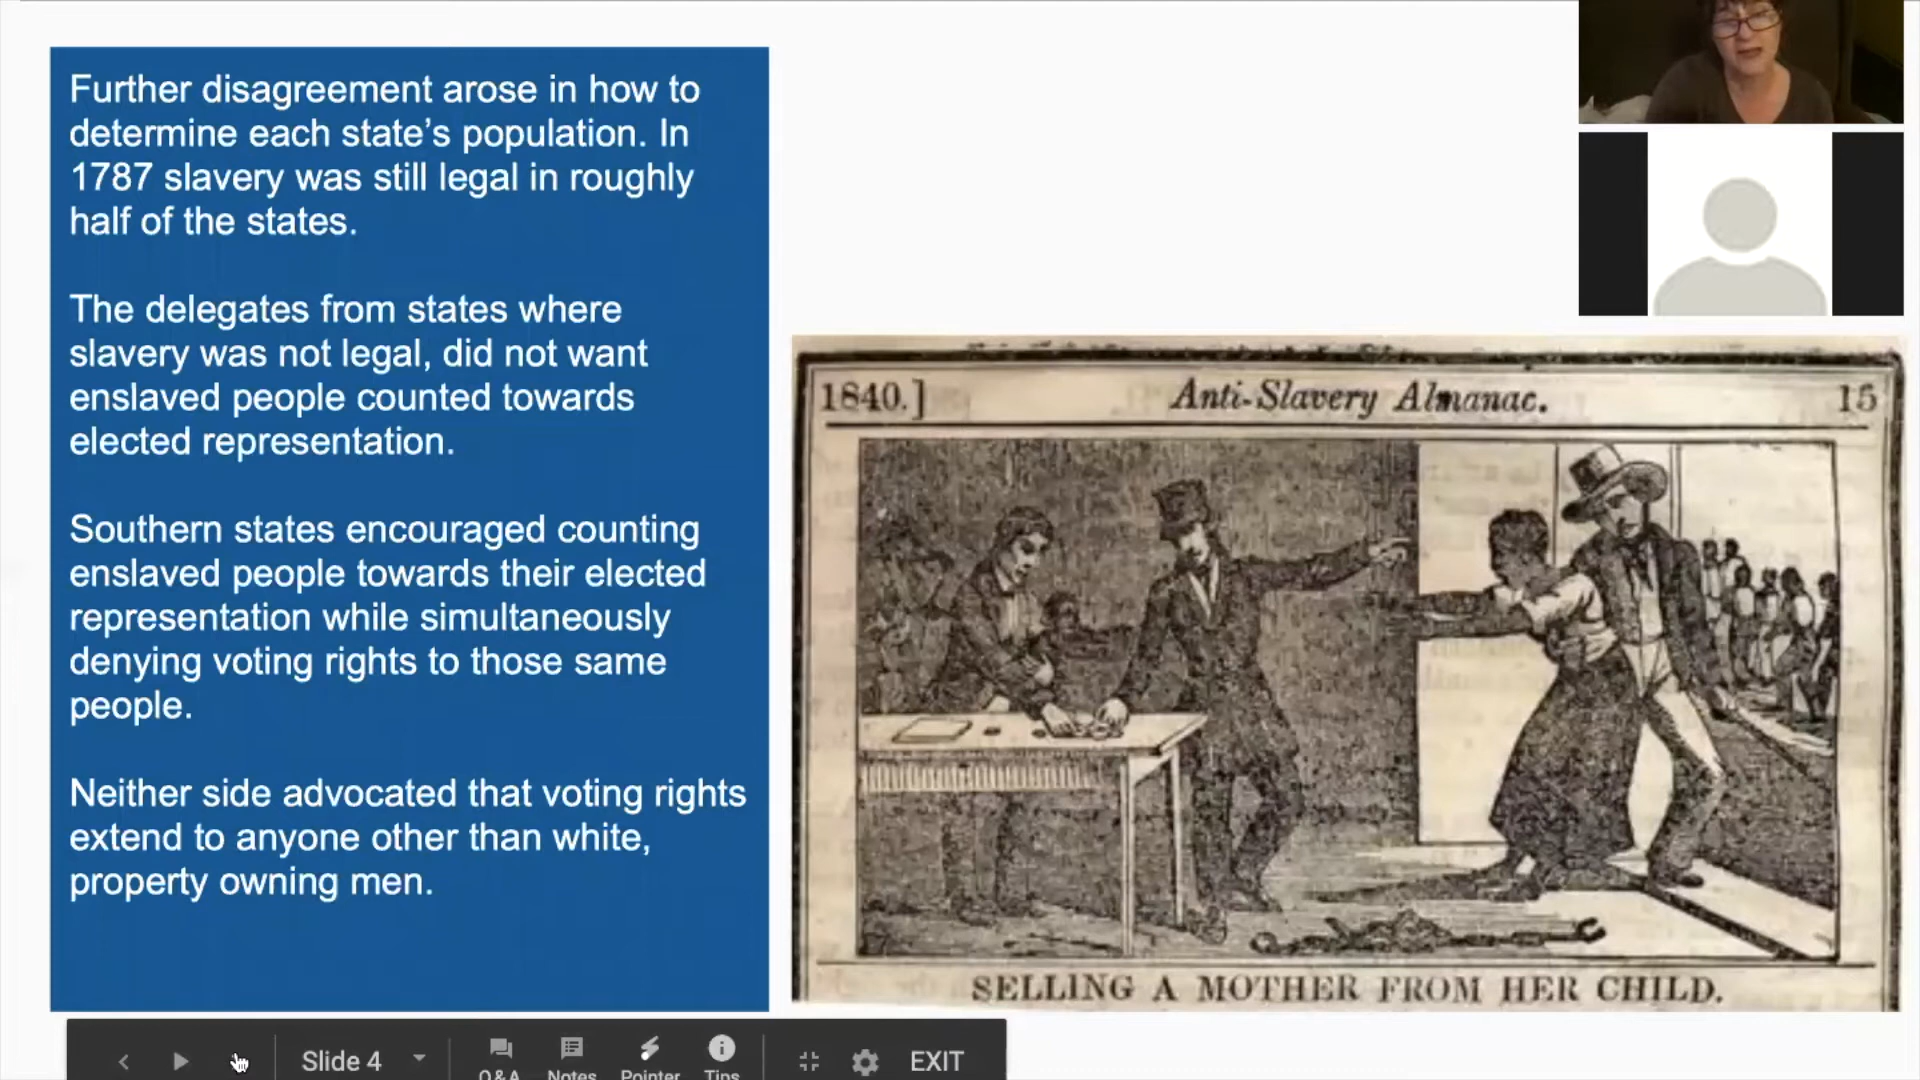 Further disagreement arose in how to
determine each state’s population. In
1787 slavery was still legal in roughly
half of the states.
The delegates from states where
slavery was not legal, did not want
enslaved people counted towards
elected representation.
Southern states encouraged counting
enslaved people towards their elected
representation while simultaneously
denying voting rights to those same
people.
Neither side advocated that voting rights
extend to anyone other than white,
property owning men.
1840.] Anti-Slavery Almanac. 15
SELLING A MOTHER FROM HER CHILD.
Slide 4 Q&A Notes Pointer Tips EXIT